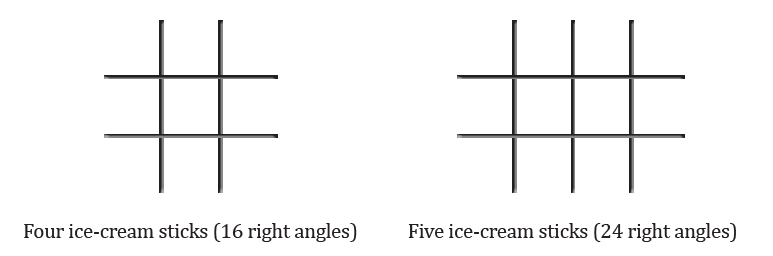 Four ice-cream sticks (16 right angles)
Five ice-cream sticks (24 right angles)